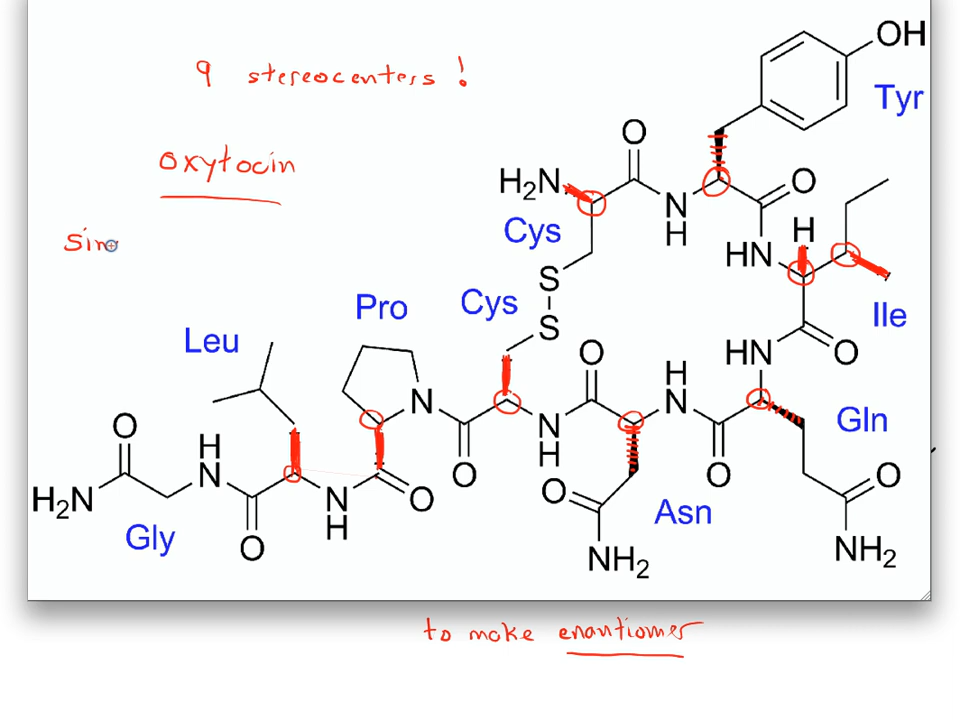 9 stereocenters !
OH
Tyr
oxytocin
O
H₂N
O
Cys
N
H
H
HN
Sin
S
Cys
S
Ile
Pro
Leu
O
HN
O
H
N
N
Gln
O
H
N
N
H
O
O
O
H₂N
N
H
O
O
O
Asn
Gly
O
NH₂
NH₂
to make enantiomer